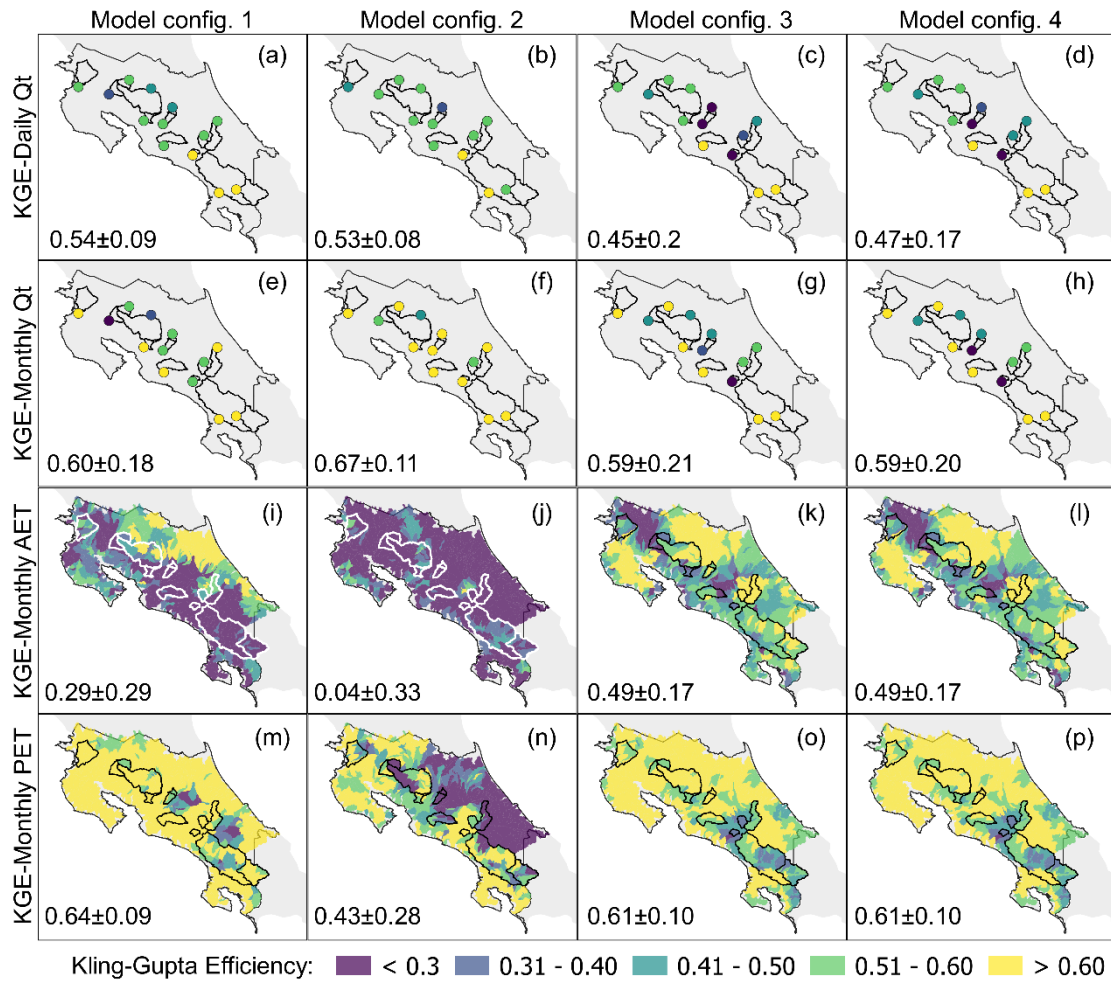 Model config. 1 Model config. 2 Model config. 3 Model config. 4
KGE-Daily Qt
(a) (b) (c) (d)
0.54±0.09 0.53±0.08 0.45±0.2 0.47±0.17
KGE-Monthly Qt
(e) (f) (g) (h)
0.60±0.18 0.67±0.11 0.59±0.21 0.59±0.20
KGE-Monthly AET
(i) (j) (k) (l)
0.29±0.29 0.04±0.33 0.49±0.17 0.49±0.17
KGE-Monthly PET
(m) (n) (o) (p)
0.64±0.09 0.43±0.28 0.61±0.10 0.61±0.10
Kling-Gupta Efficiency: < 0.3 0.31 - 0.40 0.41 - 0.50 0.51 - 0.60 > 0.60